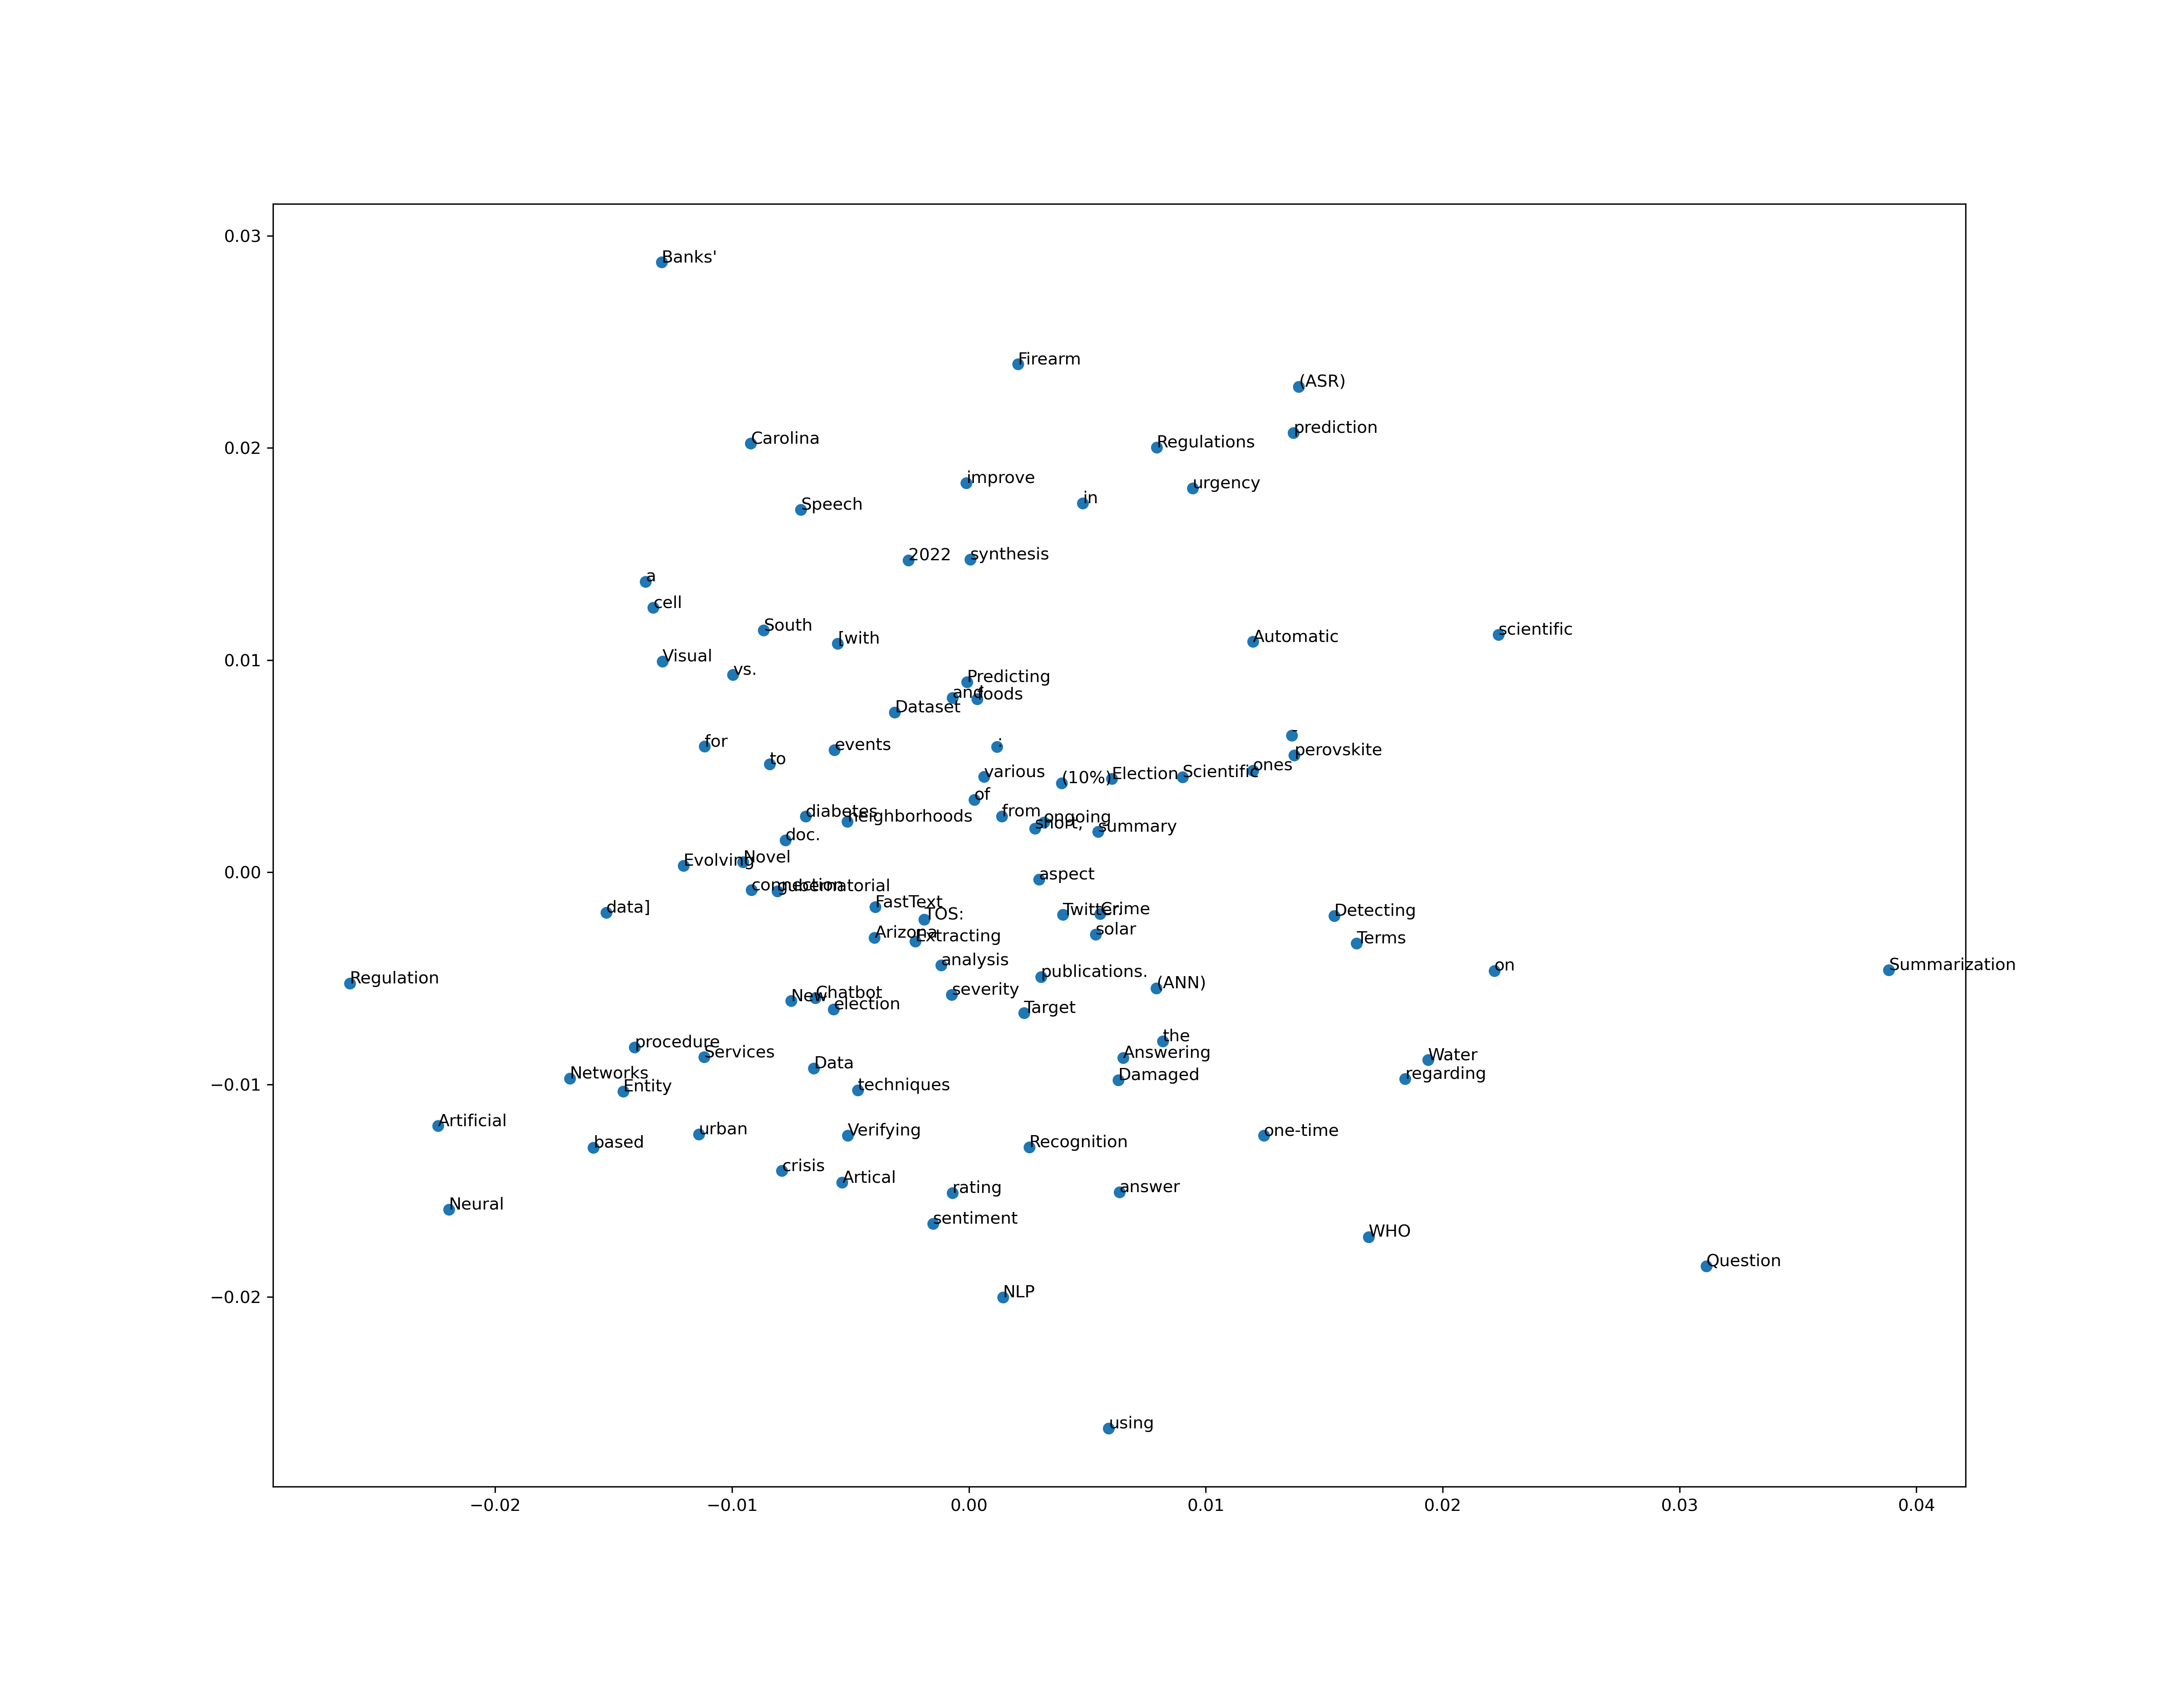 0.03
Banks'
Firearm
(ASR)
prediction
Carolina
Regulations
0.02
improve
urgency
in
Speech
2022
synthesis
a
cell
South
scientific
[with
Automatic
0.01
Visual
vs.
Predicting
and
foods
Dataset
-
for
events
:
perovskite
to
various
(10%)
Election
Scientific
ones
of
diabetes
neighborhoods
from
ongoing
short,
summary
doc.
Evolving
Novel
0.00
aspect
connection
gubernatorial
data]
FastText
TOS:
Twitter.
Crime
Detecting
Arizona
Extracting
solar
Terms
analysis
publications.
on
Summarization
Regulation
(ANN)
New
Chatbot
election
severity
Target
the
procedure
Services
Answering
Water
Data
Networks
Entity
techniques
Damaged
regarding
−0.01
Artificial
based
urban
Verifying
Recognition
one-time
crisis
Artical
rating
answer
Neural
sentiment
WHO
Question
NLP
−0.02
using
−0.02
−0.01
0.00
0.01
0.02
0.03
0.04